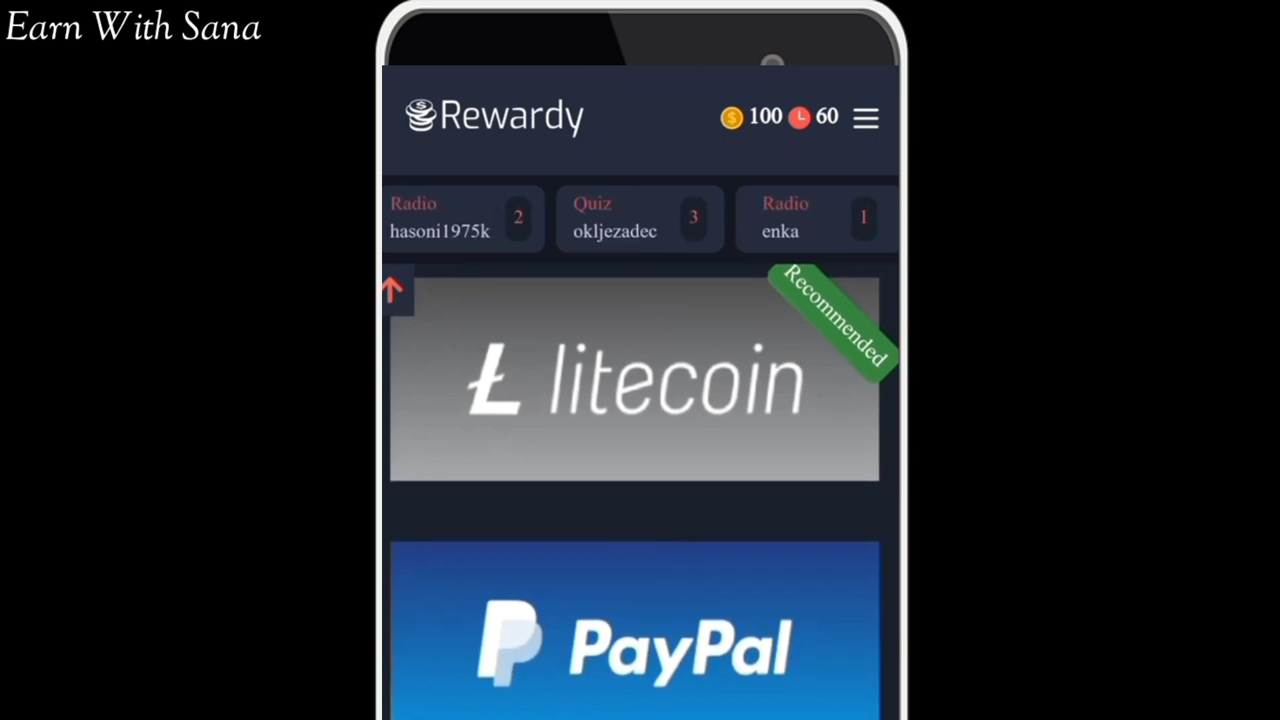 Earn With Sana
Rewardy
100 60
Radio
hasoni1975k
2
Quiz
okljezadec
3
Radio
enka
1
Recommended
litecoin
PayPal